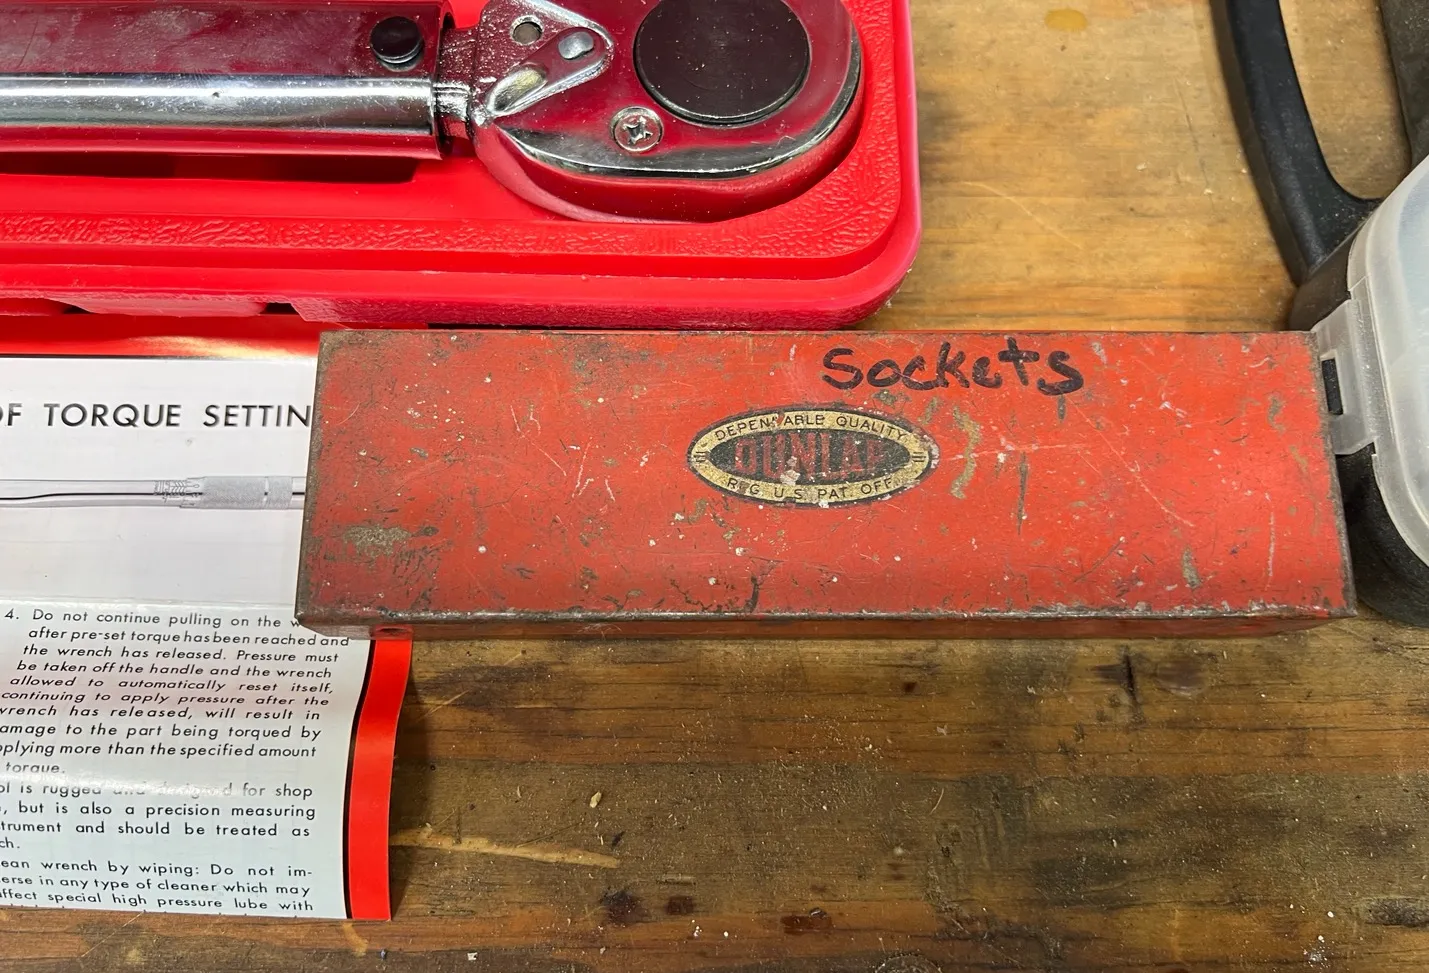 OF TORQUE SETTIN
Sockets
DEPENDABLE QUALITY
DUNLAP
REG. U.S. PAT. OFF.
4. Do not continue pulling on the w
after pre-set torque has been reached and
the wrench has released. Pressure must
be taken off the handle and the wrench
allowed to automatically reset itself,
continuing to apply pressure after the
wrench has released, will result in
amage to the part being torqued by
pplying more than the specified amount
torque.
ol is rugged and designed for shop
, but is also a precision measuring
trument and should be treated as
ch.
ean wrench by wiping: Do not im-
erse in any type of cleaner which may
ffect special high pressure lube with